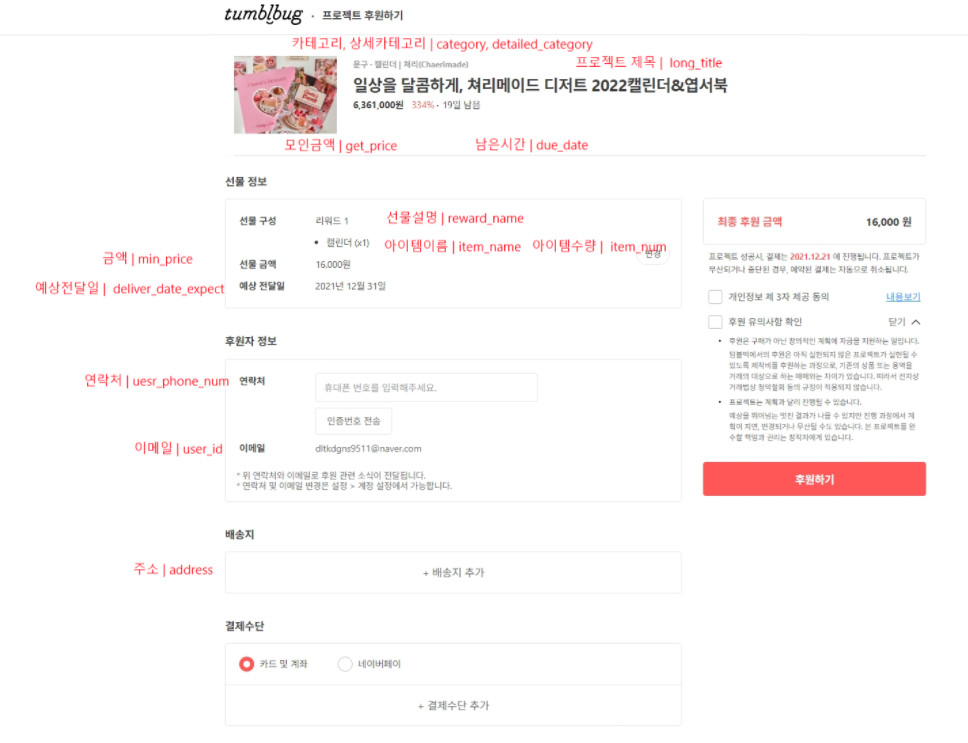 tumblbug · 프로젝트 후원하기
카테고리, 상세카테고리 | category, detailed_category
문구 - 캘린더 | 쳐리(Chaerimade)
프로젝트 제목 | long_title
일상을 달콤하게, 쳐리메이드 디저트 2022캘린더&엽서북
6,361,000원 334% · 19일 남음
모인금액 | get_price
남은시간 | due_date
선물 정보
선물 구성
리워드 1
선물설명 | reward_name
• 캘린더 (x1)
아이템이름 | item_name 아이템수량 | item_num
변경
금액 | min_price
선물 금액
16.000원
예상전달일 | deliver_date_expect
예상 전달일
2021년 12월 31일
최종 후원 금액
16,000 원
프로젝트 성공시, 결제는 2021.12.21 에 진행됩니다. 프로젝트가
무산되거나 중단된 경우, 예약된 결제는 자동으로 취소됩니다.
개인정보 제 3자 제공 동의
내용보기
후원 유의사항 확인
닫기
• 후원은 구매가 아닌 창의적인 계획에 자금을 지원하는 일입니다.
텀블벅에서의 후원은 아직 실현되지 않은 프로젝트가 실현될 수
있도록 제작비를 후원하는 과정으로, 기존의 상품 또는 용역을
거래의 대상으로 하는 매매와는 차이가 있습니다. 따라서 전자상
거래법상 청약철회 등의 규정이 적용되지 않습니다.
• 프로젝트는 계획과 달리 진행될 수 있습니다.
예상을 뛰어넘는 멋진 결과가 나올 수 있지만 진행 과정에서 계
획이 지연, 변경되거나 무산될 수도 있습니다. 본 프로젝트를 완
수할 책임과 권리는 창작자에게 있습니다.
후원하기
후원자 정보
연락처 | uesr_phone_num
연락처
휴대폰 번호를 입력해주세요.
인증번호 전송
이메일 | user_id
이메일
dltkdgns9511@naver.com
* 위 연락처와 이메일로 후원 관련 소식이 전달됩니다.
* 연락처 및 이메일 변경은 설정 > 계정 설정에서 가능합니다.
배송지
주소 | address
+ 배송지 추가
결제수단
카드 및 계좌
네이버페이
+ 결제수단 추가